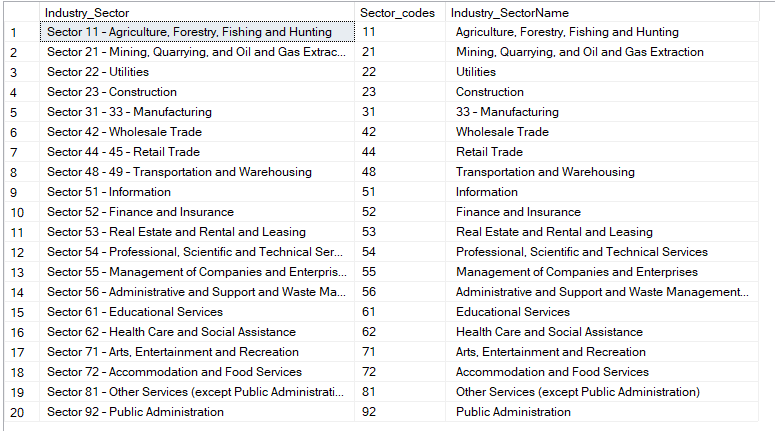 Industry_Sector Sector_codes Industry_SectorName
1 Sector 11 – Agriculture, Forestry, Fishing and Hunting 11 Agriculture, Forestry, Fishing and Hunting
2 Sector 21 – Mining, Quarrying, and Oil and Gas Extrac... 21 Mining, Quarrying, and Oil and Gas Extraction
3 Sector 22 – Utilities 22 Utilities
4 Sector 23 – Construction 23 Construction
5 Sector 31 – 33 – Manufacturing 31 33 – Manufacturing
6 Sector 42 – Wholesale Trade 42 Wholesale Trade
7 Sector 44 – 45 – Retail Trade 44 Retail Trade
8 Sector 48 – 49 – Transportation and Warehousing 48 Transportation and Warehousing
9 Sector 51 – Information 51 Information
10 Sector 52 – Finance and Insurance 52 Finance and Insurance
11 Sector 53 – Real Estate and Rental and Leasing 53 Real Estate and Rental and Leasing
12 Sector 54 – Professional, Scientific and Technical Ser... 54 Professional, Scientific and Technical Services
13 Sector 55 – Management of Companies and Enterpris... 55 Management of Companies and Enterprises
14 Sector 56 – Administrative and Support and Waste Ma... 56 Administrative and Support and Waste Management...
15 Sector 61 – Educational Services 61 Educational Services
16 Sector 62 – Health Care and Social Assistance 62 Health Care and Social Assistance
17 Sector 71 – Arts, Entertainment and Recreation 71 Arts, Entertainment and Recreation
18 Sector 72 – Accommodation and Food Services 72 Accommodation and Food Services
19 Sector 81 – Other Services (except Public Administrati... 81 Other Services (except Public Administration)
20 Sector 92 – Public Administration 92 Public Administration